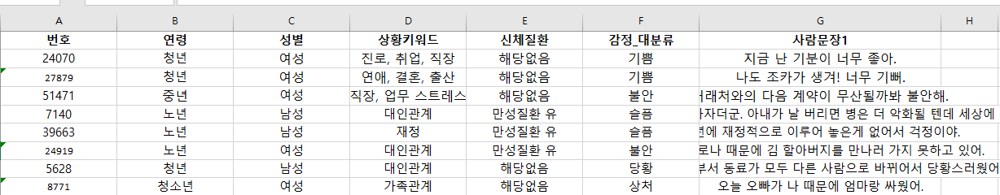 A B C D E F G H
번호 연령 성별 상황키워드 신체질환 감정_대분류 사람문장1
24070 청년 여성 진로, 취업, 직장 해당없음 기쁨 지금 난 기분이 너무 좋아.
27879 청년 여성 연애, 결혼, 출산 해당없음 기쁨 나도 조카가 생겨! 너무 기뻐.
51471 중년 여성 직장, 업무 스트레스 해당없음 불안 다음 계약이 무산될까봐 불안해.
7140 노년 남성 대인관계 만성질환 유 슬픔 아내가 날 버리면 병은 더 악화될 텐데 세상에
39663 노년 남성 재정 만성질환 유 슬픔 재정적으로 이루어 놓은게 없어서 걱정이야.
24919 노년 여성 대인관계 만성질환 유 불안 때문에 김 할아버지를 만나러 가지 못하고 있어.
5628 청년 남성 대인관계 해당없음 당황 동료가 모두 다른 사람으로 바뀌어서 당황스러웠어
8771 청소년 여성 가족관계 해당없음 상처 오늘 오빠가 나 때문에 엄마랑 싸웠어.